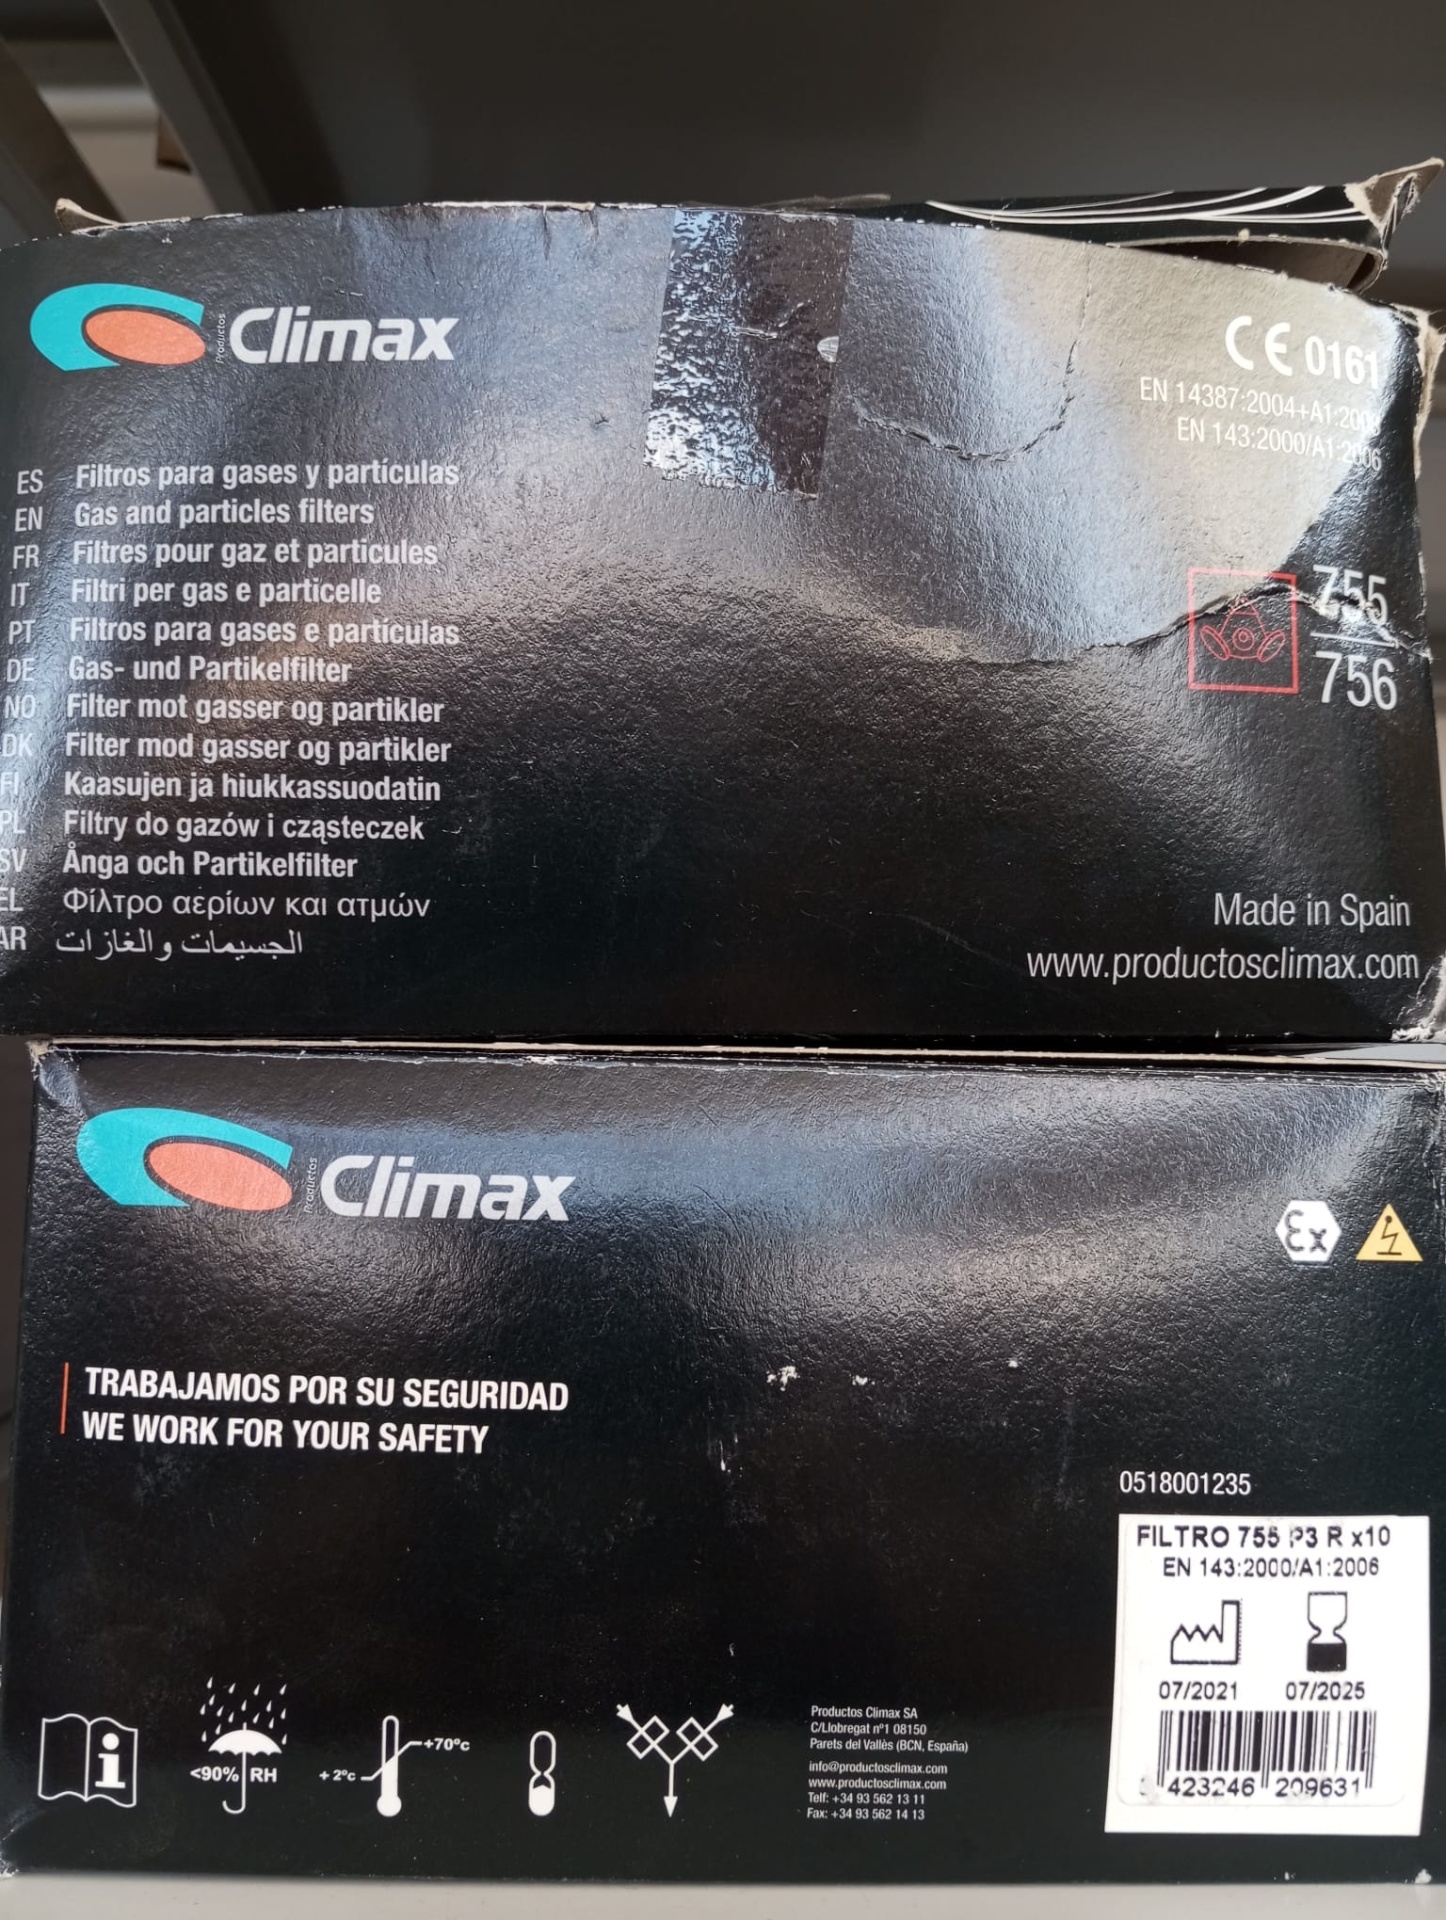 Productos Climax
CE 0161
EN 14387:2004+A1:2008
EN 143:2000/A1:2006
ES Filtros para gases y partículas
EN Gas and particles filters
FR Filtres pour gaz et particules
IT Filtri per gas e particelle
PT Filtros para gases e partículas
DE Gas- und Partikelfilter
NO Filter mot gasser og partikler
DK Filter mod gasser og partikler
FI Kaasujen ja hiukkassuodatin
PL Filtry do gazów i cząsteczek
SV Ånga och Partikelfilter
EL Φίλτρο αερίων και ατμών
AR الجسيمات والغازات
755
756
Made in Spain
www.productosclimax.com
Productos Climax
Ex
TRABAJAMOS POR SU SEGURIDAD
WE WORK FOR YOUR SAFETY
0518001235
FILTRO 755 P3 R x10
EN 143:2000/A1:2006
07/2021 07/2025
423246 209631
i
<90% RH
+2ºc
+70ºc
Productos Climax SA
C/Llobregat nº1 08150
Parets del Vallès (BCN, España)
info@productosclimax.com
www.productosclimax.com
Telf: +34 93 562 13 11
Fax: +34 93 562 14 13